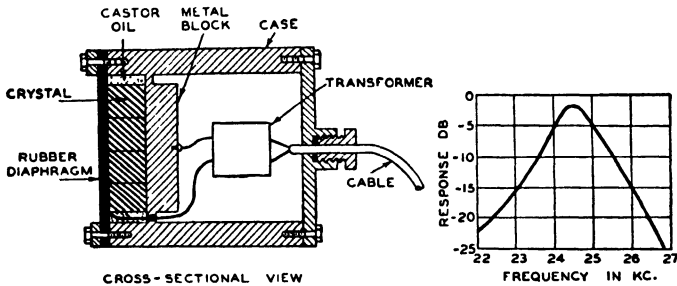 CASTOR
OIL
METAL
BLOCK
CASE
CRYSTAL
TRANSFORMER
RUBBER
DIAPHRAGM
CABLE
CROSS-SECTIONAL VIEW
RESPONSE DB
0
-5
-10
-15
-20
-25
22 23 24 25 26 27
FREQUENCY IN KC.